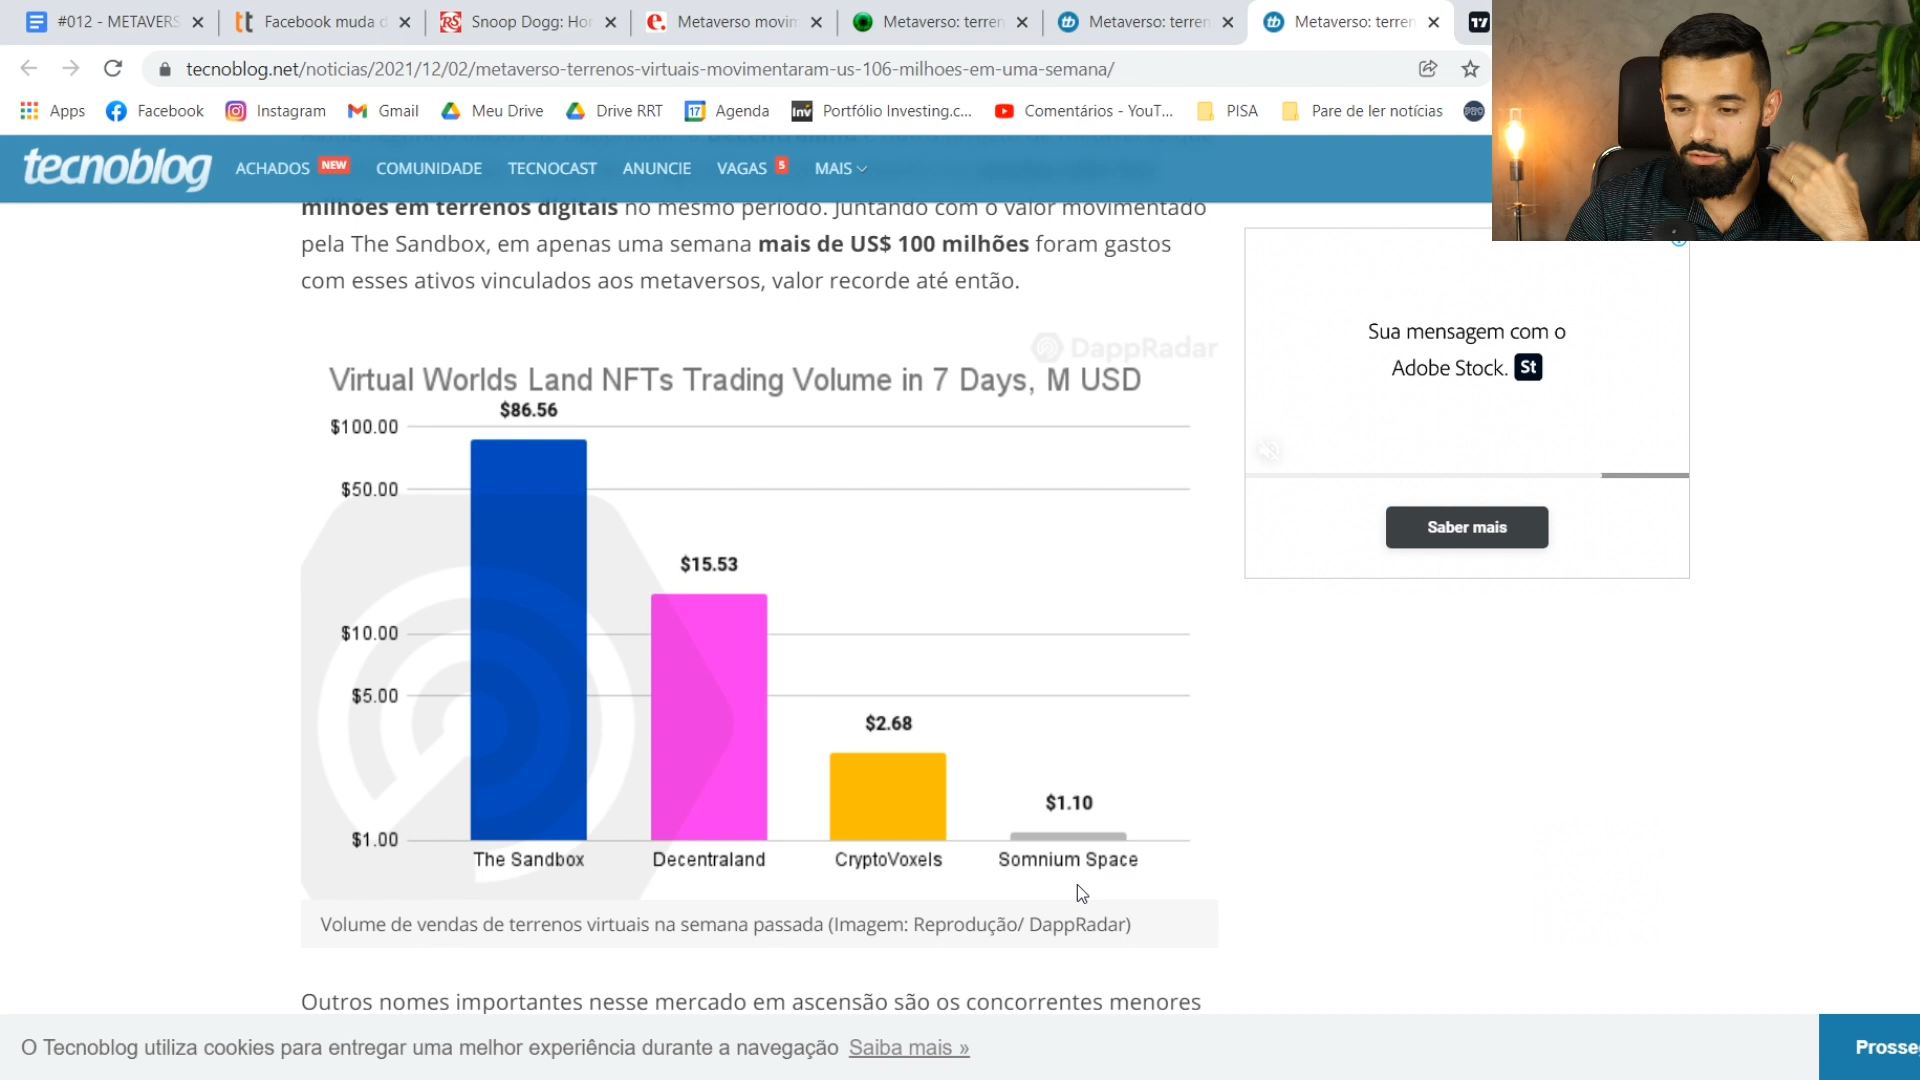 #012 - METAVERS
Facebook muda d
Snoop Dogg: Hor
Metaverso movim
Metaverso: terren
Metaverso: terren
Metaverso: terren
tecnoblog.net/noticias/2021/12/02/metaverso-terrenos-virtuais-movimentaram-us-106-milhoes-em-uma-semana/
Apps
Facebook
Instagram
Gmail
Meu Drive
Drive RRT
Agenda
Portfólio Investing.c...
Comentários - YouT...
PISA
Pare de ler notícias
tecnoblog
ACHADOS NEW
COMUNIDADE
TECNOCAST
ANUNCIE
VAGAS 5
MAIS
milhões em terrenos digitais no mesmo período. Juntando com o valor movimentado
pela The Sandbox, em apenas uma semana mais de US$ 100 milhões foram gastos
com esses ativos vinculados aos metaversos, valor recorde até então.
DappRadar
Virtual Worlds Land NFTs Trading Volume in 7 Days, M USD
$86.56
$100.00
$50.00
$15.53
$10.00
$5.00
$2.68
$1.10
$1.00
The Sandbox
Decentraland
CryptoVoxels
Somnium Space
Volume de vendas de terrenos virtuais na semana passada (Imagem: Reprodução/ DappRadar)
Outros nomes importantes nesse mercado em ascensão são os concorrentes menores
Sua mensagem com o
Adobe Stock. St
Saber mais
O Tecnoblog utiliza cookies para entregar uma melhor experiência durante a navegação Saiba mais »
Prosse